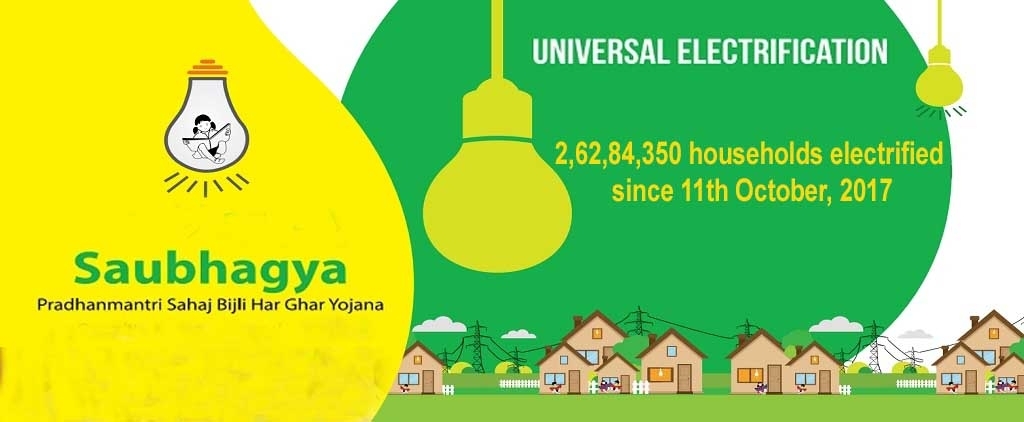 Saubhagya
Pradhanmantri Sahaj Bijli Har Ghar Yojana
UNIVERSAL ELECTRIFICATION
2,62,84,350 households electrified
since 11th October, 2017